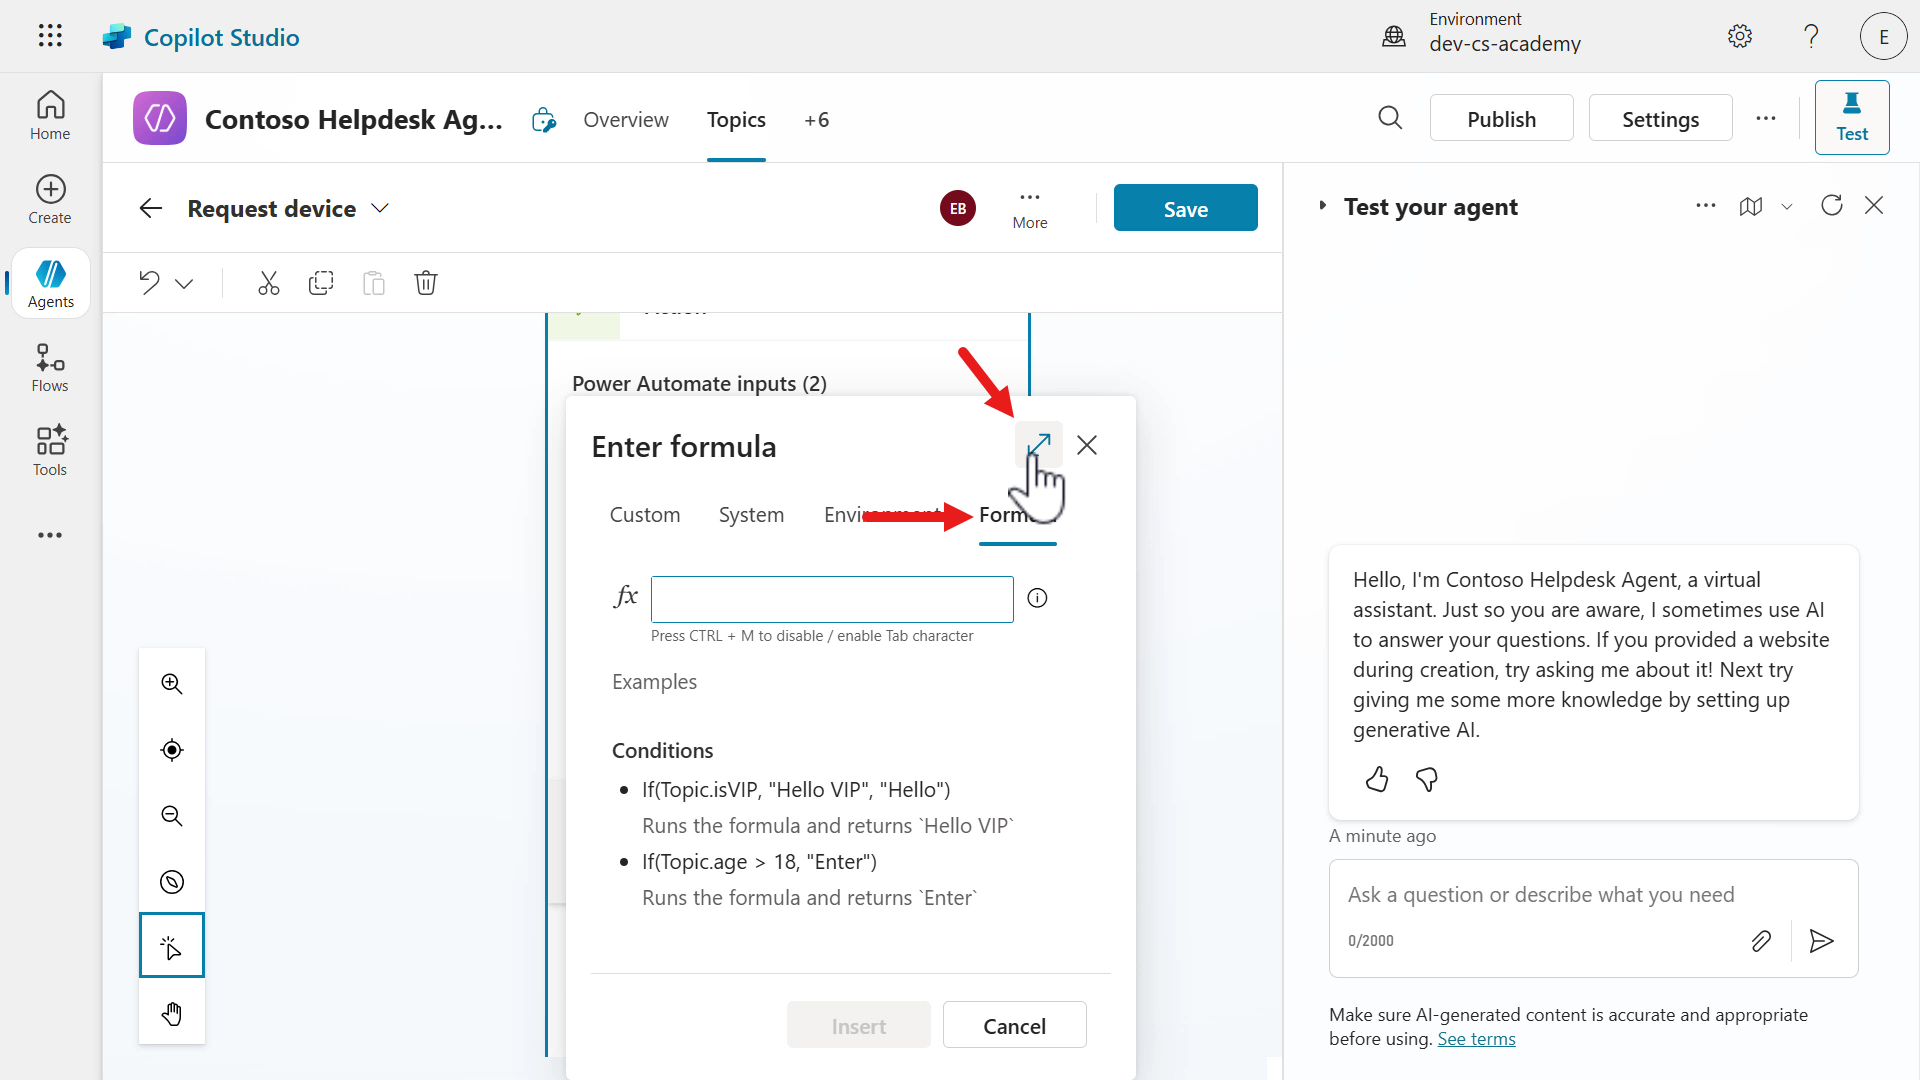 Copilot Studio
Environment
dev-cs-academy
E
Home
Create
Agents
Flows
Tools
Contoso Helpdesk Ag...
Overview
Topics
+6
Publish
Settings
Test
Request device
EB
More
Save
Power Automate inputs (2)
Enter formula
Custom
System
Environment
fx
Press CTRL + M to disable / enable Tab character
Examples
Conditions
If(Topic.isVIP, "Hello VIP", "Hello")
Runs the formula and returns `Hello VIP`
If(Topic.age > 18, "Enter")
Runs the formula and returns `Enter`
Insert
Cancel
Test your agent
Hello, I'm Contoso Helpdesk Agent, a virtual
assistant. Just so you are aware, I sometimes use AI
to answer your questions. If you provided a website
during creation, try asking me about it! Next try
giving me some more knowledge by setting up
generative AI.
A minute ago
Ask a question or describe what you need
0/2000
Make sure AI-generated content is accurate and appropriate
before using. See terms